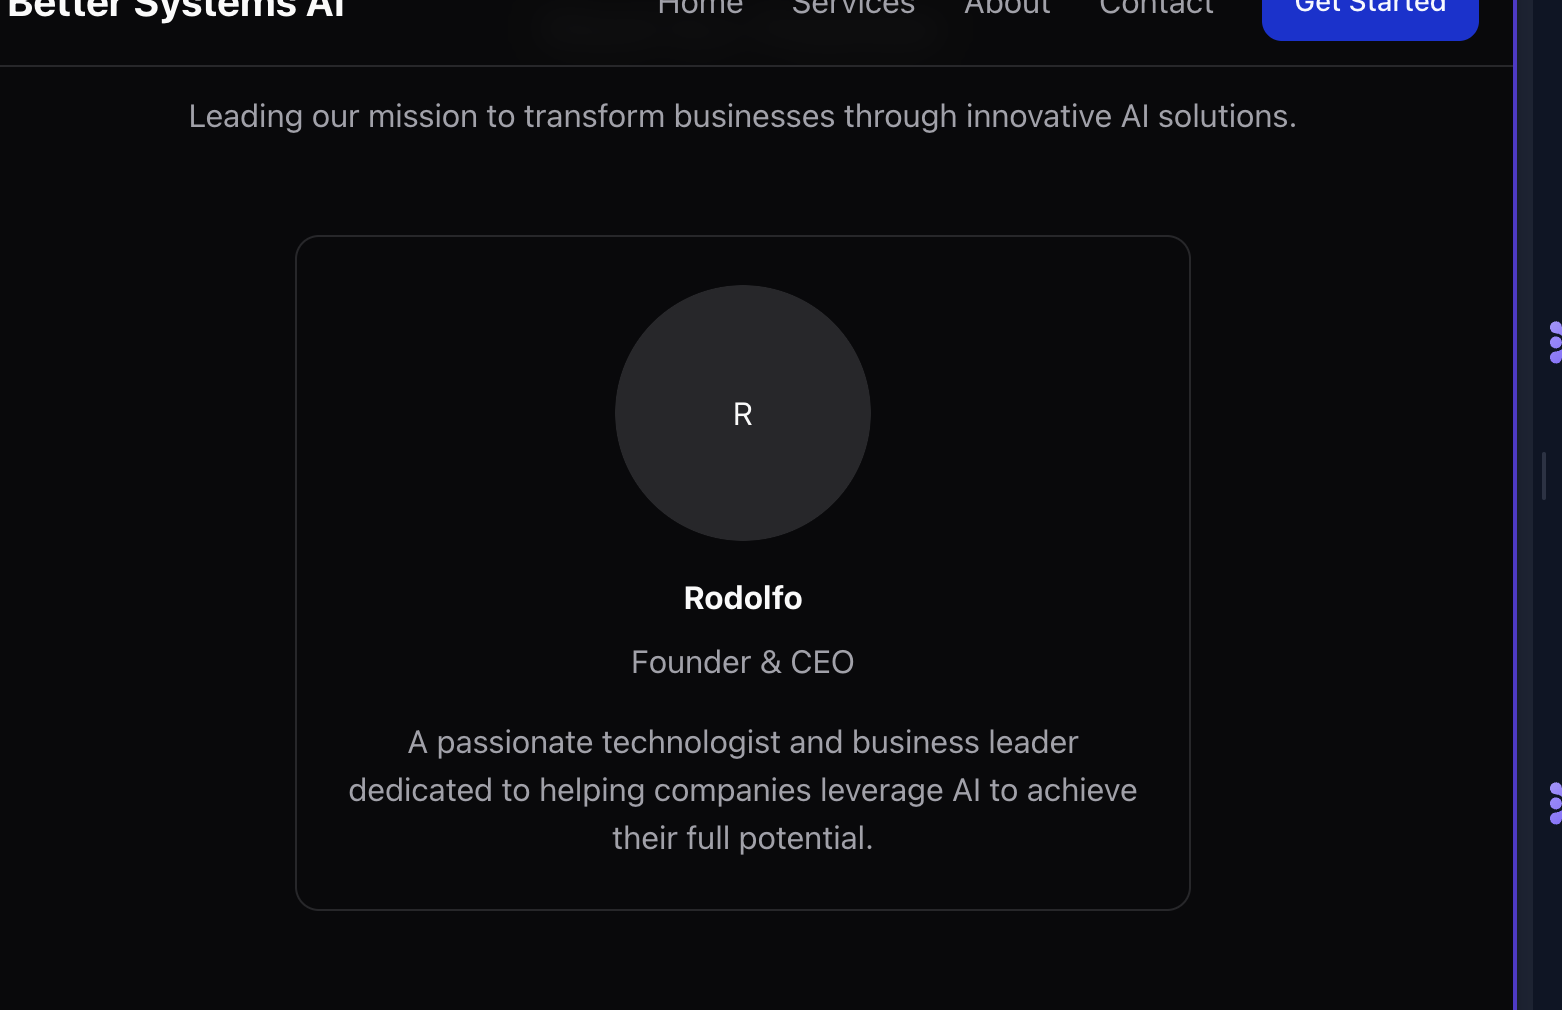 Better Systems AI
Home Services About Contact Get Started
Leading our mission to transform businesses through innovative AI solutions.
R
Rodolfo
Founder & CEO
A passionate technologist and business leader
dedicated to helping companies leverage AI to achieve
their full potential.